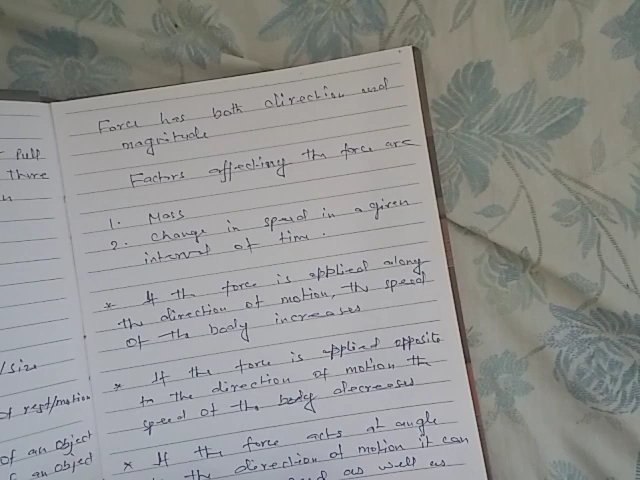 Force has both direction and
magnitude
Factors affecting the force are
1. Mass
2. Change in speed in a given
interval of time.
* If the force is applied along
the direction of motion, the speed
of the body increases
* If the force is applied opposite
to the direction of motion the
speed of the body decreases
* If the force acts at angle
the direction of motion it can
as well as
Pull
There
/size
of rest/motion
of an object
an object